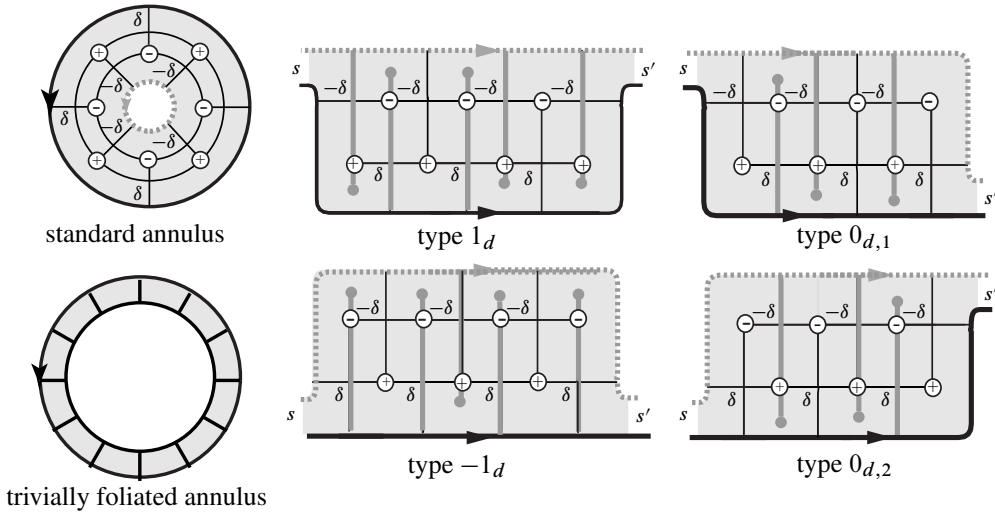 δ
+ - +
−δ
−δ
- -
δ
−δ
−δ
+ - +
δ
standard annulus
s s′
−δ - −δ - −δ -
+ δ + δ + δ +
type 1_d
s
−δ - −δ - −δ -
+ δ + δ + δ
s′
type 0_{d,1}
trivially foliated annulus
- −δ - −δ - −δ -
δ + δ + δ + δ
s s′
type −1_d
s′
- −δ - −δ -
δ + δ + δ +
s
type 0_{d,2}